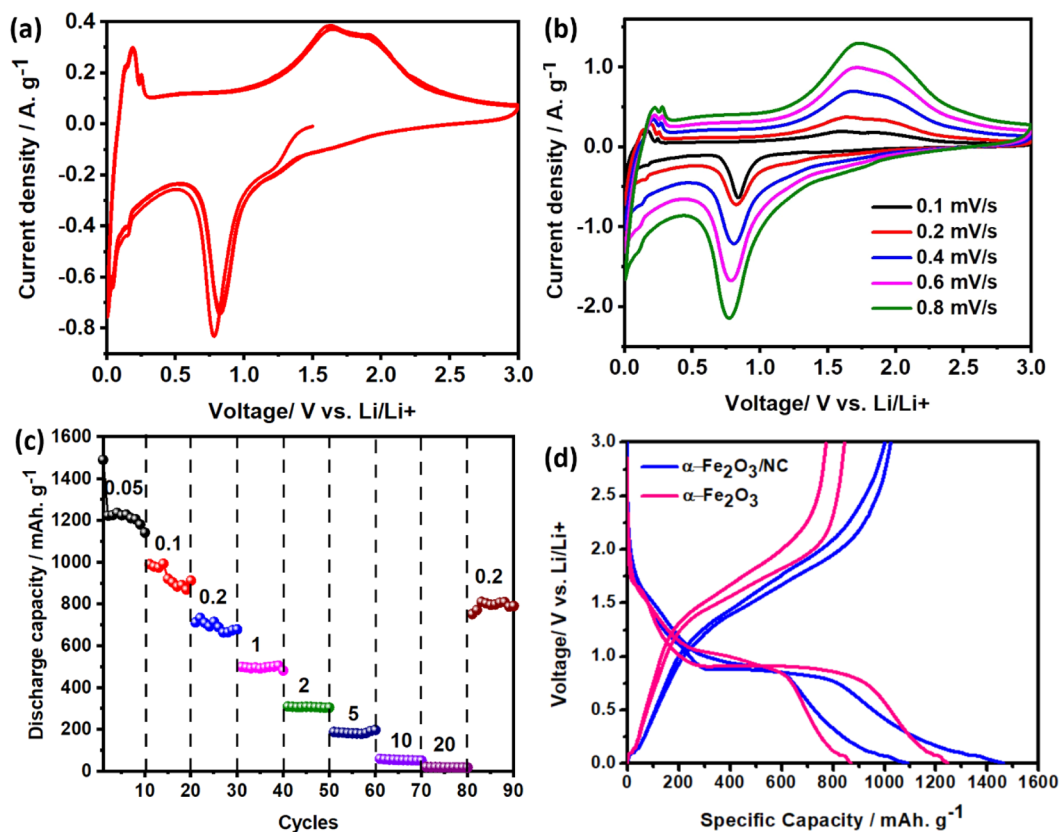 (a)
0.4
0.2
0.0
-0.2
-0.4
-0.6
-0.8
Current density / A. g⁻¹
0.0 0.5 1.0 1.5 2.0 2.5 3.0
Voltage/ V vs. Li/Li+
(b)
1.0
0.0
-1.0
-2.0
Current density / A. g⁻¹
0.1 mV/s
0.2 mV/s
0.4 mV/s
0.6 mV/s
0.8 mV/s
0.0 0.5 1.0 1.5 2.0 2.5 3.0
Voltage/ V vs. Li/Li+
(c)
1600
1400
1200
1000
800
600
400
200
0
Discharge capacity / mAh. g⁻¹
0.05
0.1
0.2
1
2
5
10
20
0.2
10 20 30 40 50 60 70 80 90
Cycles
(d)
3.0
2.5
2.0
1.5
1.0
0.5
0.0
Voltage/ V vs. Li/Li+
α–Fe₂O₃/NC
α–Fe₂O₃
0 200 400 600 800 1000 1200 1400 1600
Specific Capacity / mAh. g⁻¹